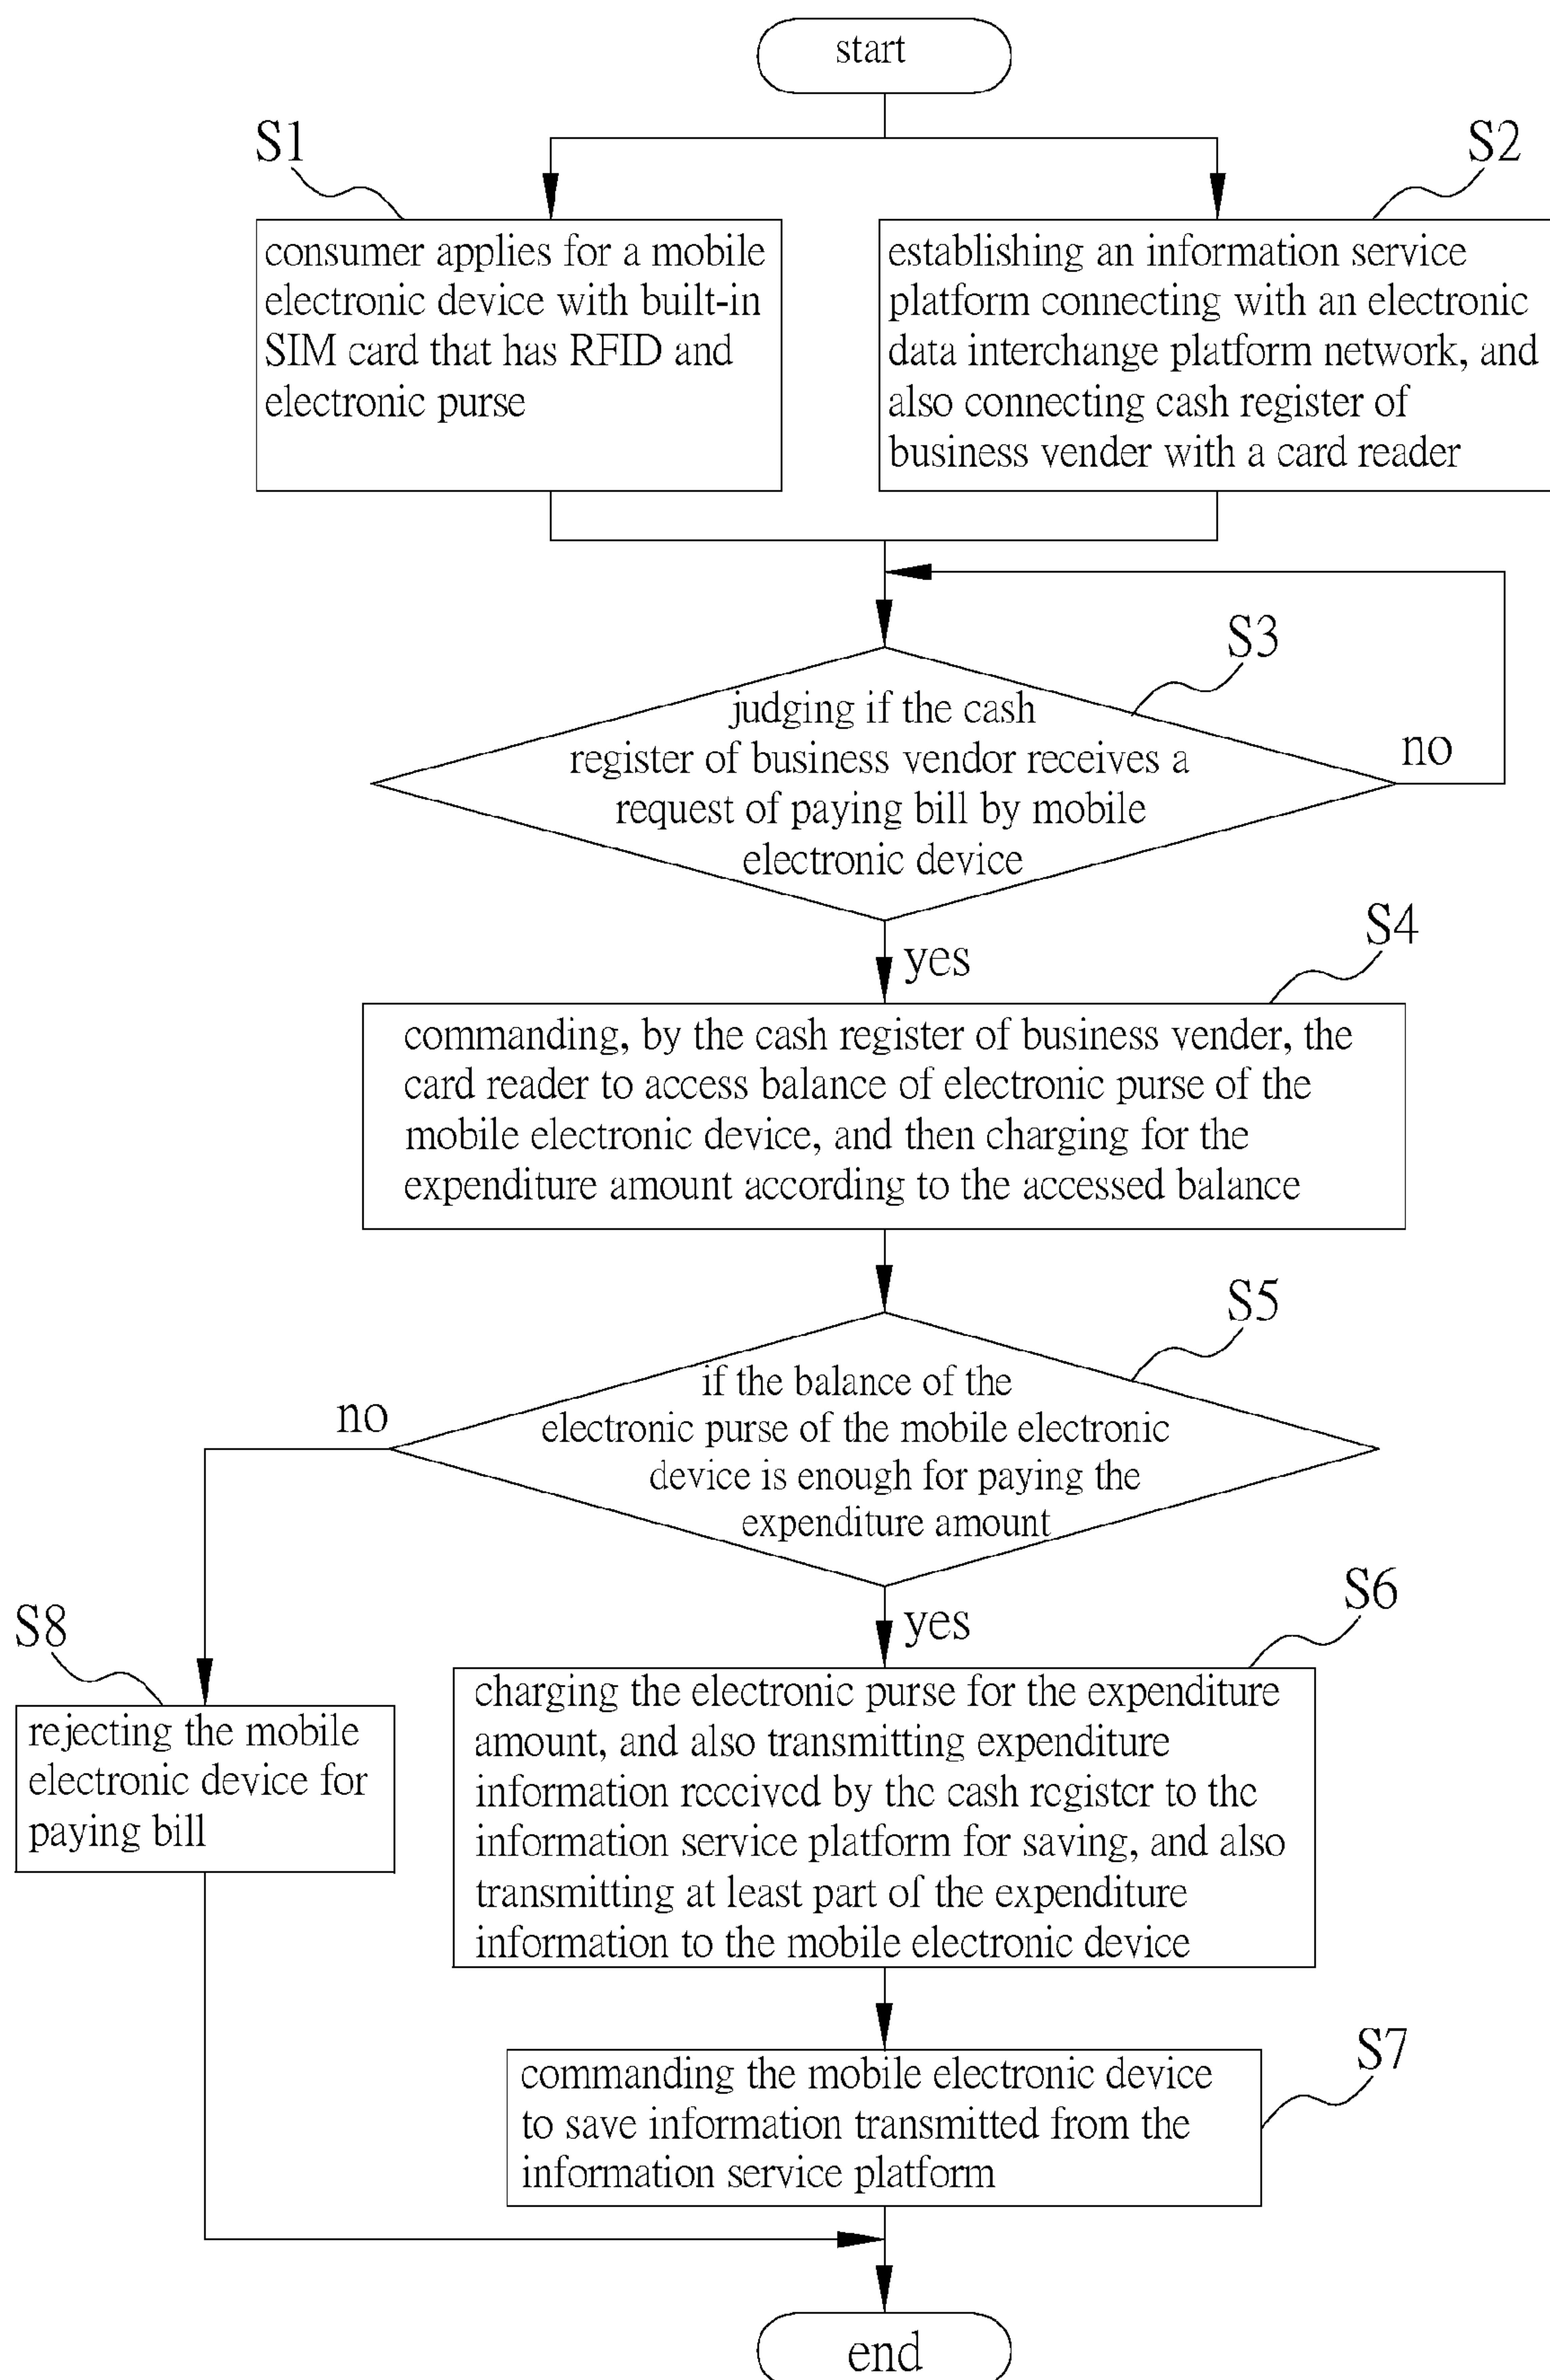 start
S1
S2
consumer applies for a mobile
electronic device with built-in
SIM card that has RFID and
electronic purse
establishing an information service
platform connecting with an electronic
data interchange platform network, and
also connecting cash register of
business vender with a card reader
S3
judging if the cash
register of business vendor receives a
request of paying bill by mobile
electronic device
no
yes
S4
commanding, by the cash register of business vender, the
card reader to access balance of electronic purse of the
mobile electronic device, and then charging for the
expenditure amount according to the accessed balance
S5
if the balance of the
electronic purse of the mobile electronic
device is enough for paying the
expenditure amount
no
yes
S6
charging the electronic purse for the expenditure
amount, and also transmitting expenditure
information received by the cash register to the
information service platform for saving, and also
transmitting at least part of the expenditure
information to the mobile electronic device
S8
rejecting the mobile
electronic device for
paying bill
S7
commanding the mobile electronic device
to save information transmitted from the
information service platform
end